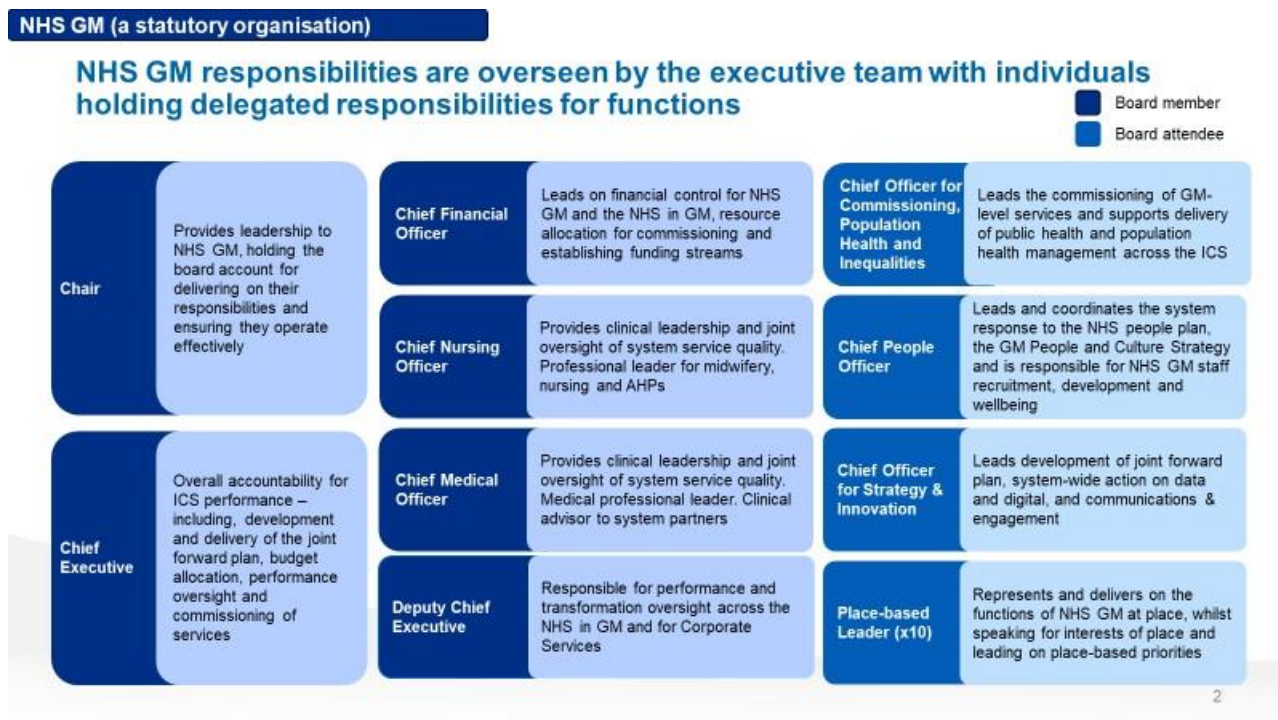 NHS GM (a statutory organisation)
NHS GM responsibilities are overseen by the executive team with individuals
holding delegated responsibilities for functions
Board member
Board attendee
Chair
Provides leadership to
NHS GM, holding the
board account for
delivering on their
responsibilities and
ensuring they operate
effectively
Chief
Executive
Overall accountability for
ICS performance –
including, development
and delivery of the joint
forward plan, budget
allocation, performance
oversight and
commissioning of
services
Chief Financial
Officer
Leads on financial control for NHS
GM and the NHS in GM, resource
allocation for commissioning and
establishing funding streams
Chief Nursing
Officer
Provides clinical leadership and joint
oversight of system service quality.
Professional leader for midwifery,
nursing and AHPs
Chief Medical
Officer
Provides clinical leadership and joint
oversight of system service quality.
Medical professional leader. Clinical
advisor to system partners
Deputy Chief
Executive
Responsible for performance and
transformation oversight across the
NHS in GM and for Corporate
Services
Chief Officer for
Commissioning,
Population
Health and
Inequalities
Leads the commissioning of GM-
level services and supports delivery
of public health and population
health management across the ICS
Chief People
Officer
Leads and coordinates the system
response to the NHS people plan,
the GM People and Culture Strategy
and is responsible for NHS GM staff
recruitment, development and
wellbeing
Chief Officer
for Strategy &
Innovation
Leads development of joint forward
plan, system-wide action on data
and digital, and communications &
engagement
Place-based
Leader (x10)
Represents and delivers on the
functions of NHS GM at place, whilst
speaking for interests of place and
leading on place-based priorities
2